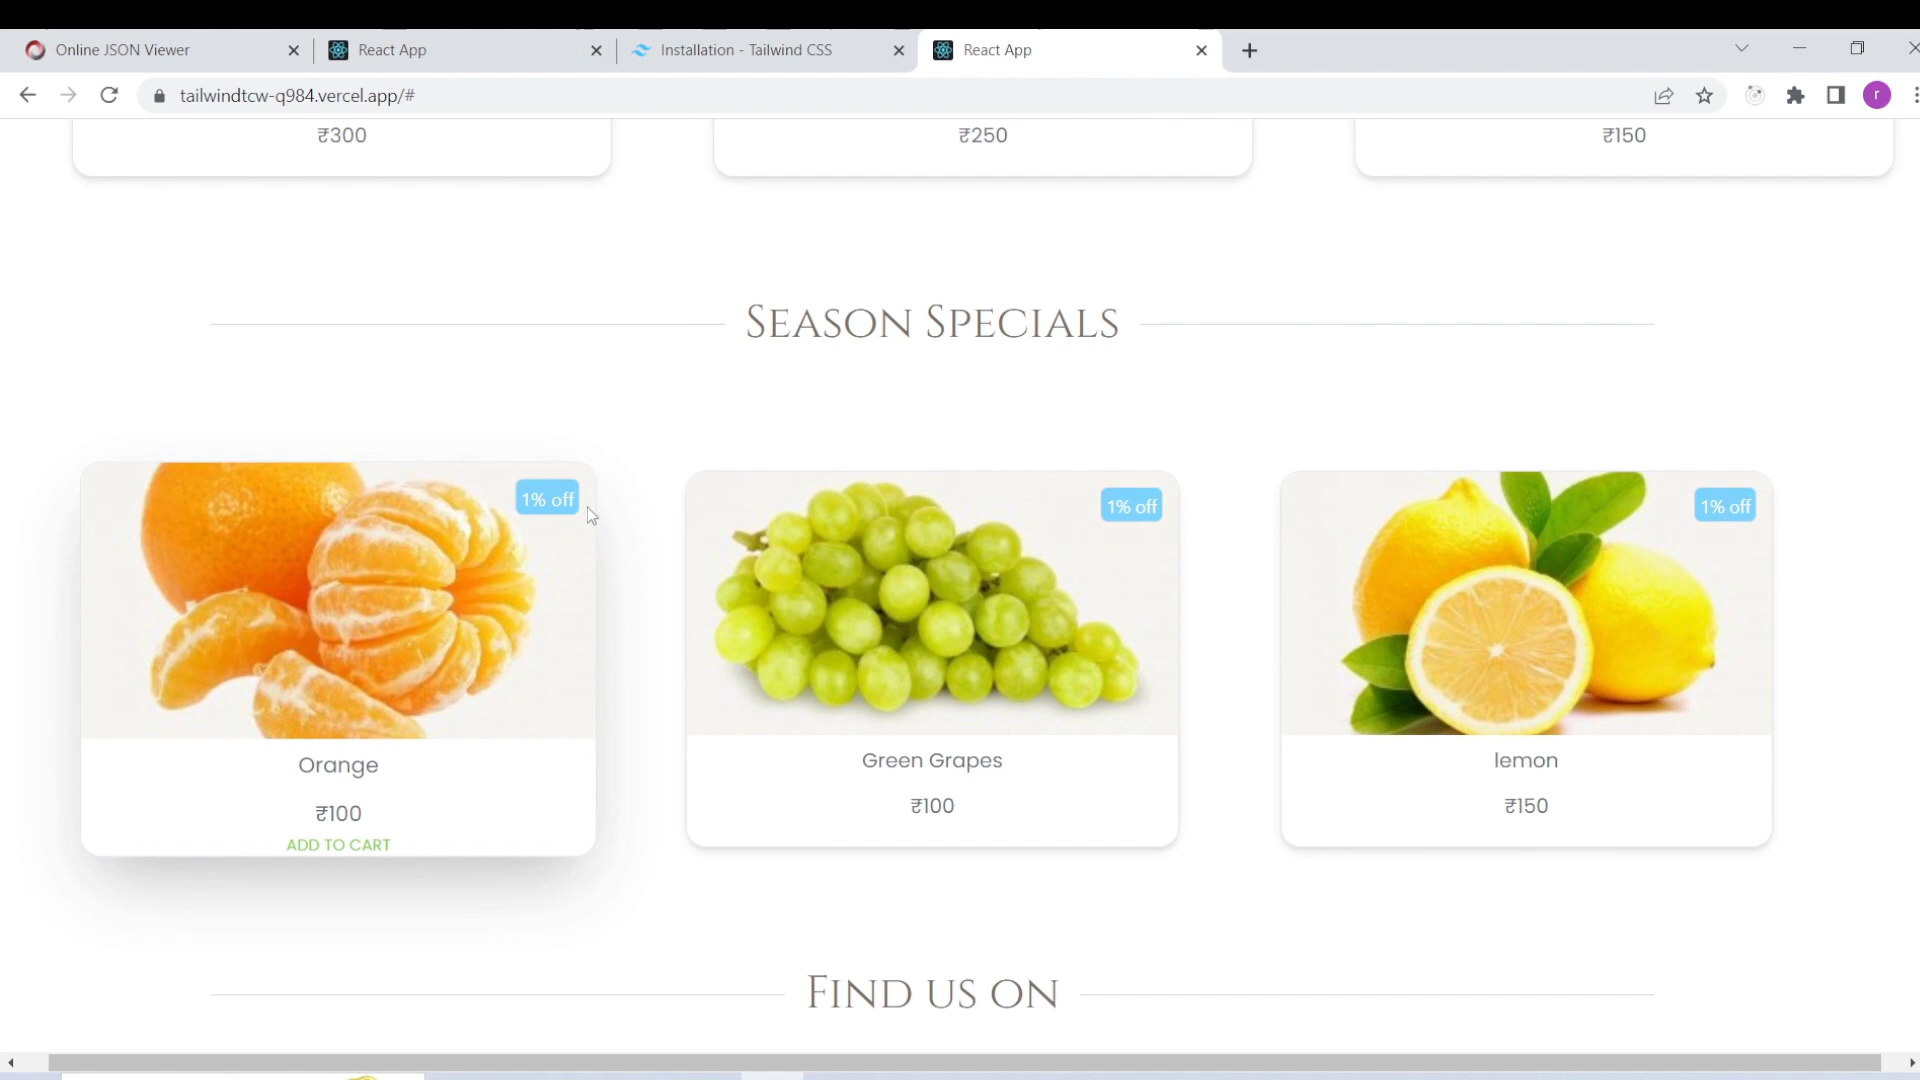 Online JSON Viewer
React App
Installation - Tailwind CSS
React App
tailwindtcw-q984.vercel.app/#
r
₹300
₹250
₹150
Season Specials
1% off
1% off
1% off
Orange
₹100
ADD TO CART
Green Grapes
₹100
lemon
₹150
Find us on